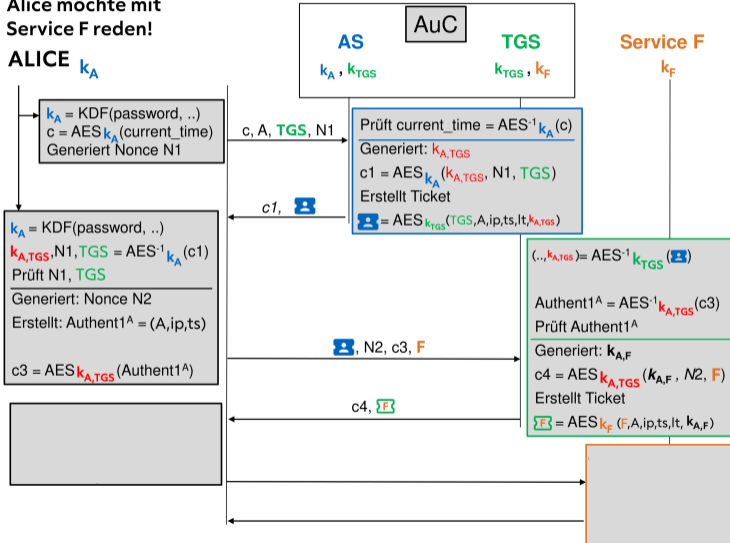 Alice möchte mit
Service F reden!
ALICE kA
AuC
AS
kA , kTGS
TGS
kTGS , kF
Service F
kF
kA = KDF(password, ..)
c = AESkA(current_time)
Generiert Nonce N1
c, A, TGS, N1
Prüft current_time = AES-1kA(c)
Generiert: kA,TGS
c1 = AESkA(kA,TGS, N1, TGS)
Erstellt Ticket
= AESkTGS(TGS,A,ip,ts,lt,kA,TGS)
c1,
kA = KDF(password, ..)
kA,TGS,N1,TGS = AES-1kA(c1)
Prüft N1, TGS
Generiert: Nonce N2
Erstellt: Authent1A = (A,ip,ts)
c3 = AESkA,TGS(Authent1A)
, N2, c3, F
(..,kA,TGS)= AES-1kTGS( )
Authent1A = AES-1kA,TGS(c3)
Prüft Authent1A
Generiert: kA,F
c4 = AESkA,TGS(kA,F , N2, F)
Erstellt Ticket
F = AESkF (F,A,ip,ts,lt, kA,F)
c4, F